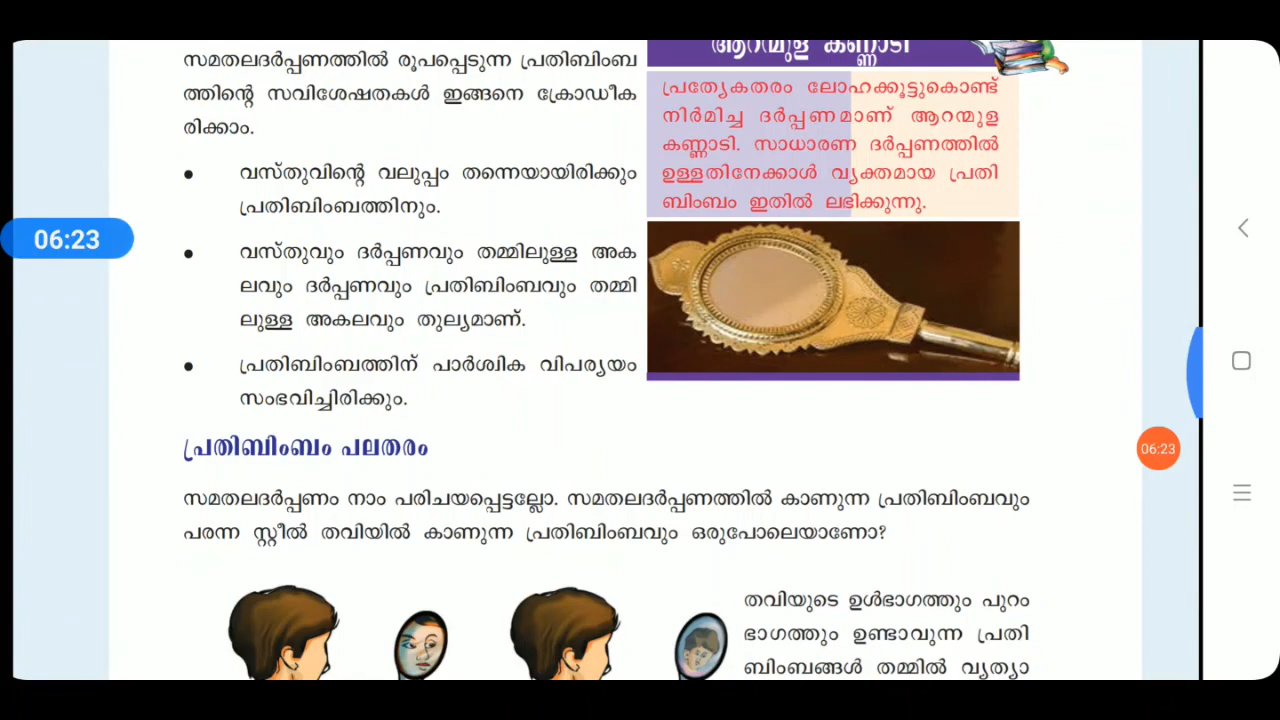 ആറന്മുള കണ്ണാടി
സമതലദർപ്പണത്തിൽ രൂപപ്പെടുന്ന പ്രതിബിംബ
ത്തിന്റെ സവിശേഷതകൾ ഇങ്ങനെ ക്രോഡീക
രിക്കാം.
● വസ്തുവിന്റെ വലുപ്പം തന്നെയായിരിക്കും
പ്രതിബിംബത്തിനും.
● വസ്തുവും ദർപ്പണവും തമ്മിലുള്ള അക
ലവും ദർപ്പണവും പ്രതിബിംബവും തമ്മി
ലുള്ള അകലവും തുല്യമാണ്.
● പ്രതിബിംബത്തിന് പാർശ്വിക വിപര്യയം
സംഭവിച്ചിരിക്കും.
പ്രത്യേകതരം ലോഹക്കൂട്ടുകൊണ്ട്
നിർമിച്ച ദർപ്പണമാണ് ആറന്മുള
കണ്ണാടി. സാധാരണ ദർപ്പണത്തിൽ
ഉള്ളതിനേക്കാൾ വ്യക്തമായ പ്രതി
ബിംബം ഇതിൽ ലഭിക്കുന്നു.
06:23
06:23
പ്രതിബിംബം പലതരം
സമതലദർപ്പണം നാം പരിചയപ്പെട്ടല്ലോ. സമതലദർപ്പണത്തിൽ കാണുന്ന പ്രതിബിംബവും
പരന്ന സ്റ്റീൽ തവിയിൽ കാണുന്ന പ്രതിബിംബവും ഒരുപോലെയാണോ?
തവിയുടെ ഉൾഭാഗത്തും പുറം
ഭാഗത്തും ഉണ്ടാവുന്ന പ്രതി
ബിംബങ്ങൾ തമ്മിൽ വ്യത്യാ